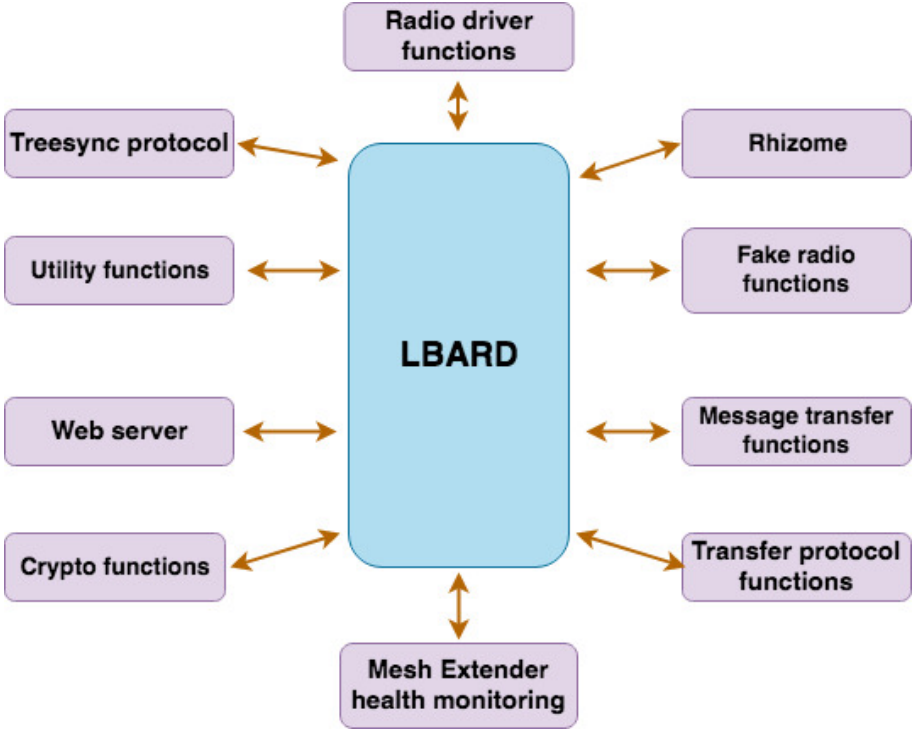 Radio driver
functions
Treesync protocol
Rhizome
Utility functions
Fake radio
functions
LBARD
Web server
Message transfer
functions
Crypto functions
Transfer protocol
functions
Mesh Extender
health monitoring